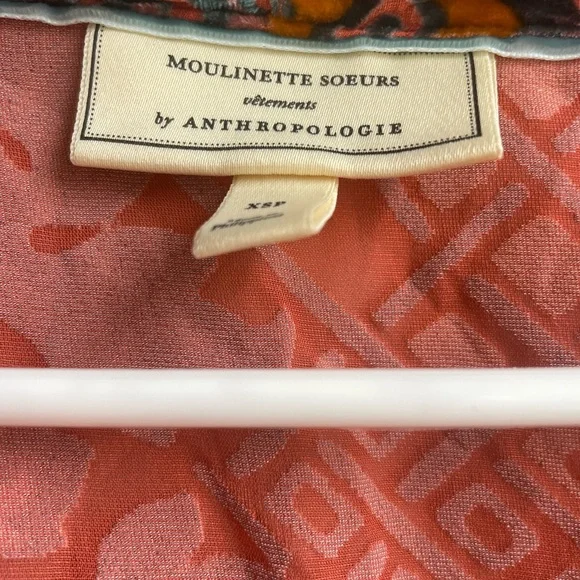 MOULINETTE SOEURS
vêtements
by ANTHROPOLOGIE
XSP